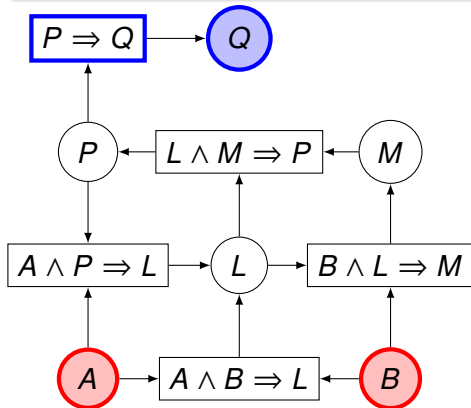 P ⇒ Q
Q
P
L ∧ M ⇒ P
M
A ∧ P ⇒ L
L
B ∧ L ⇒ M
A
A ∧ B ⇒ L
B